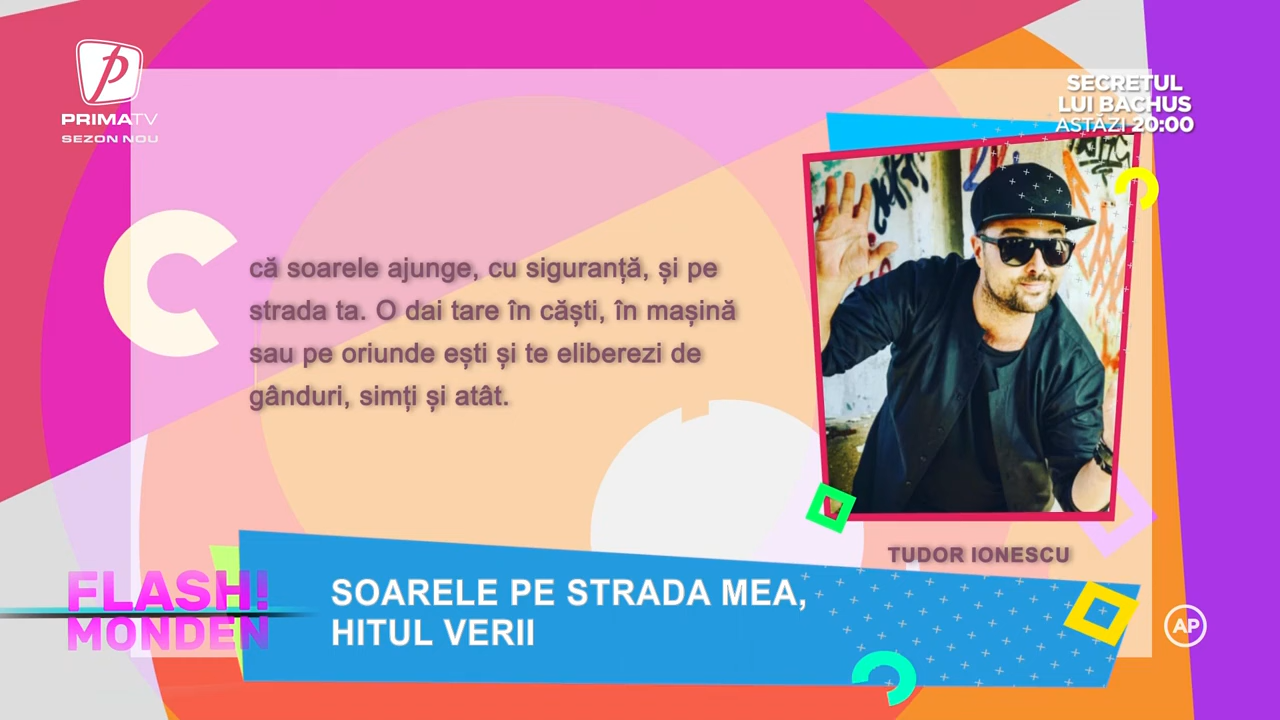 PRIMATV
SEZON NOU
SECRETUL
LUI BACHUS
ASTĂZI 20:00
că soarele ajunge, cu siguranță, și pe
strada ta. O dai tare în căști, în mașină
sau pe oriunde ești și te eliberezi de
gânduri, simți și atât.
TUDOR IONESCU
FLASH!
MONDEN
SOARELE PE STRADA MEA,
HITUL VERII
AP